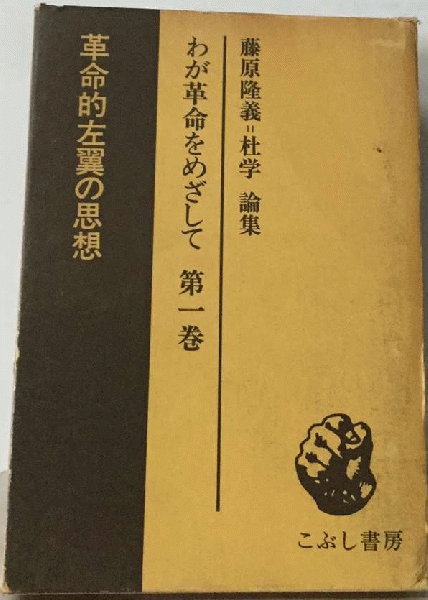 藤原隆義=杜学 論集
わが革命をめざして 第一巻
革命的左翼の思想
こぶし書房